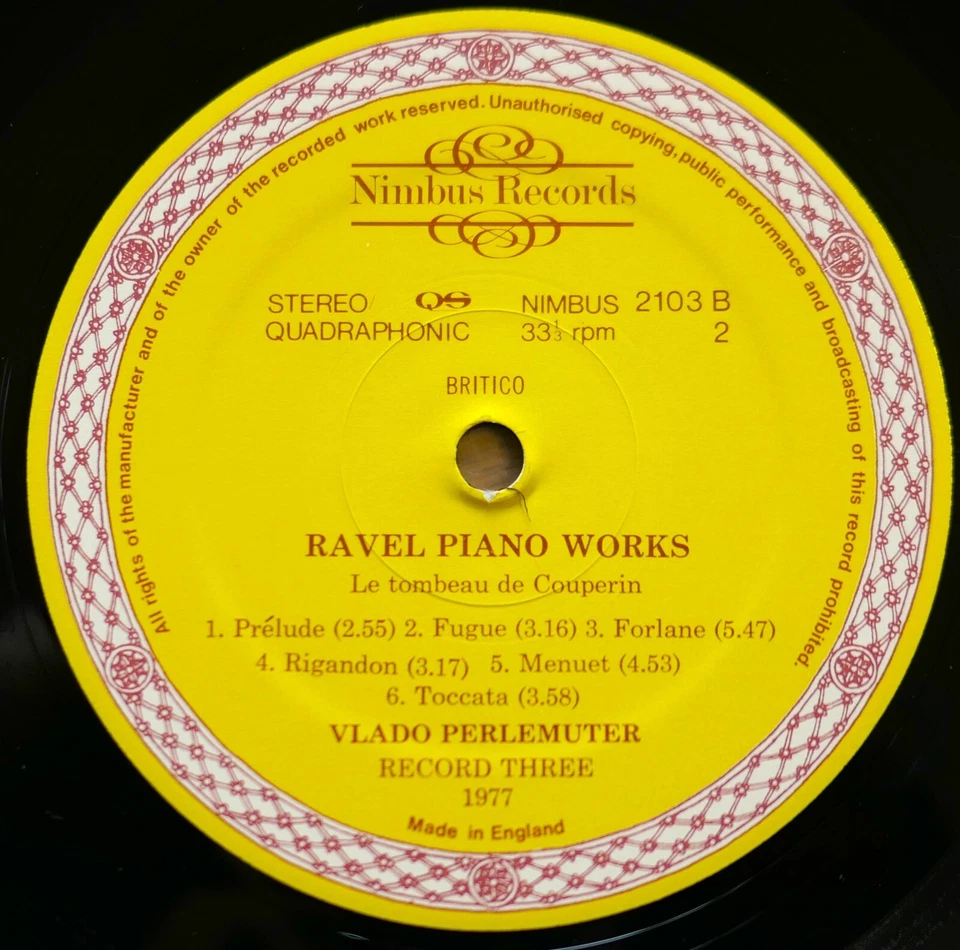 All rights of the manufacturer and of the owner of the recorded work reserved. Unauthorised copying, public performance and broadcasting of this record prohibited.
Nimbus Records
STEREO/ QS NIMBUS 2103 B
QUADRAPHONIC 33⅓ rpm 2
BRITICO
RAVEL PIANO WORKS
Le tombeau de Couperin
1. Prélude (2.55) 2. Fugue (3.16) 3. Forlane (5.47)
4. Rigandon (3.17) 5. Menuet (4.53)
6. Toccata (3.58)
VLADO PERLEMUTER
RECORD THREE
1977
Made in England